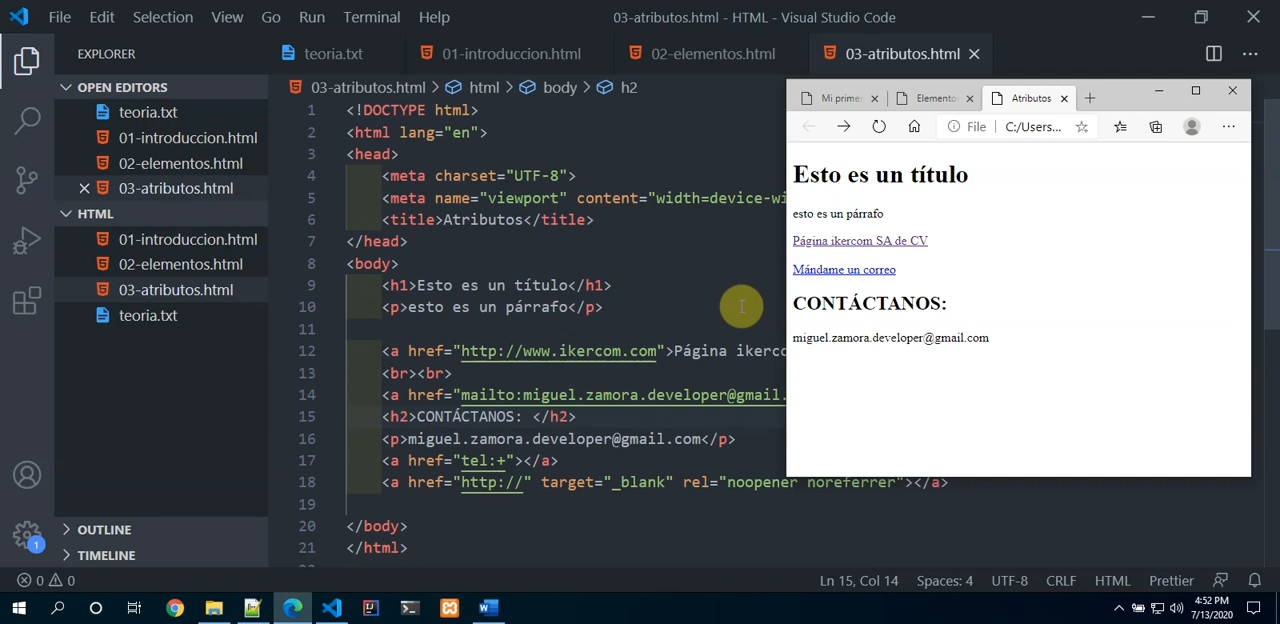 File Edit Selection View Go Run Terminal Help
03-atributos.html - HTML - Visual Studio Code
EXPLORER
teoria.txt
01-introduccion.html
02-elementos.html
03-atributos.html
OPEN EDITORS
teoria.txt
01-introduccion.html
02-elementos.html
03-atributos.html
HTML
01-introduccion.html
02-elementos.html
03-atributos.html
teoria.txt
OUTLINE
TIMELINE
1
03-atributos.html > html > body > h2
1 <!DOCTYPE html>
2 <html lang="en">
3 <head>
4 <meta charset="UTF-8">
5 <meta name="viewport" content="width=device-wi
6 <title>Atributos</title>
7 </head>
8 <body>
9 <h1>Esto es un título</h1>
10 <p>esto es un párrafo</p>
11
12 <a href="http://www.ikercom.com">Página ikerco
13 <br><br>
14 <a href="mailto:miguel.zamora.developer@gmail.
15 <h2>CONTÁCTANOS: </h2>
16 <p>miguel.zamora.developer@gmail.com</p>
17 <a href="tel:+"></a>
18 <a href="http://" target="_blank" rel="noopener noreferrer"></a>
19
20 </body>
21 </html>
Mi prime
Elemento
Atributos
File C:/Users...
Esto es un título
esto es un párrafo
Página ikercom SA de CV
Mándame un correo
CONTÁCTANOS:
miguel.zamora.developer@gmail.com
0 0
Ln 15, Col 14 Spaces: 4 UTF-8 CRLF HTML Prettier
4:52 PM
7/13/2020